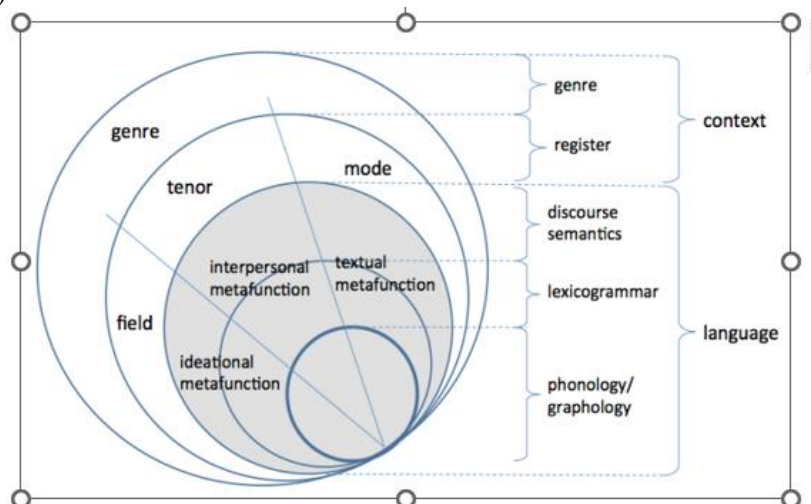 genre
tenor
mode
field
interpersonal
metafunction
textual
metafunction
ideational
metafunction
genre
register
context
discourse
semantics
lexicogrammar
language
phonology/
graphology